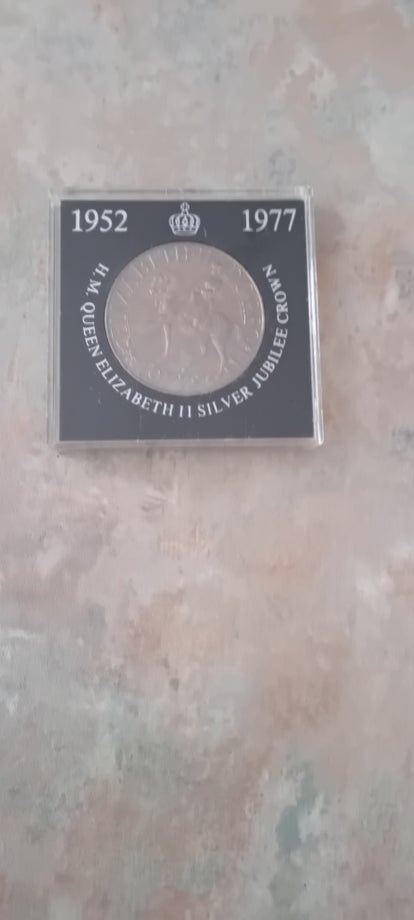 1952 1977
H.M. QUEEN ELIZABETH II SILVER JUBILEE CROWN